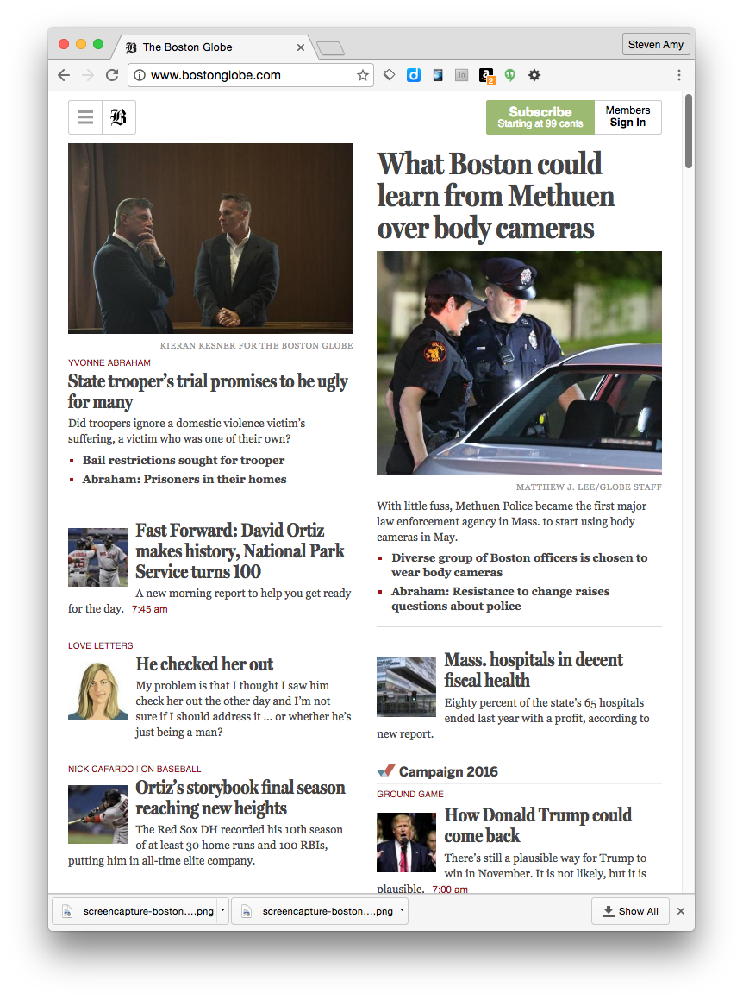 The Boston Globe
Steven Amy
www.bostonglobe.com
2
B
Subscribe
Starting at 99 cents
Members
Sign In
KIERAN KESNER FOR THE BOSTON GLOBE
YVONNE ABRAHAM
State trooper's trial promises to be ugly
for many
Did troopers ignore a domestic violence victim's
suffering, a victim who was one of their own?
Bail restrictions sought for trooper
Abraham: Prisoners in their homes
Fast Forward: David Ortiz
makes history, National Park
Service turns 100
A new morning report to help you get ready
for the day. 7:45 am
LOVE LETTERS
He checked her out
My problem is that I thought I saw him
check her out the other day and I'm not
sure if I should address it ... or whether he's
just being a man?
NICK CAFARDO | ON BASEBALL
Ortiz's storybook final season
reaching new heights
The Red Sox DH recorded his 10th season
of at least 30 home runs and 100 RBIs,
putting him in all-time elite company.
What Boston could
learn from Methuen
over body cameras
MATTHEW J. LEE/GLOBE STAFF
With little fuss, Methuen Police became the first major
law enforcement agency in Mass. to start using body
cameras in May.
Diverse group of Boston officers is chosen to
wear body cameras
Abraham: Resistance to change raises
questions about police
Mass. hospitals in decent
fiscal health
Eighty percent of the state's 65 hospitals
ended last year with a profit, according to
new report.
Campaign 2016
GROUND GAME
How Donald Trump could
come back
There's still a plausible way for Trump to
win in November. It is not likely, but it is
plausible. 7:00 am
screencapture-boston....png
screencapture-boston....png
Show All